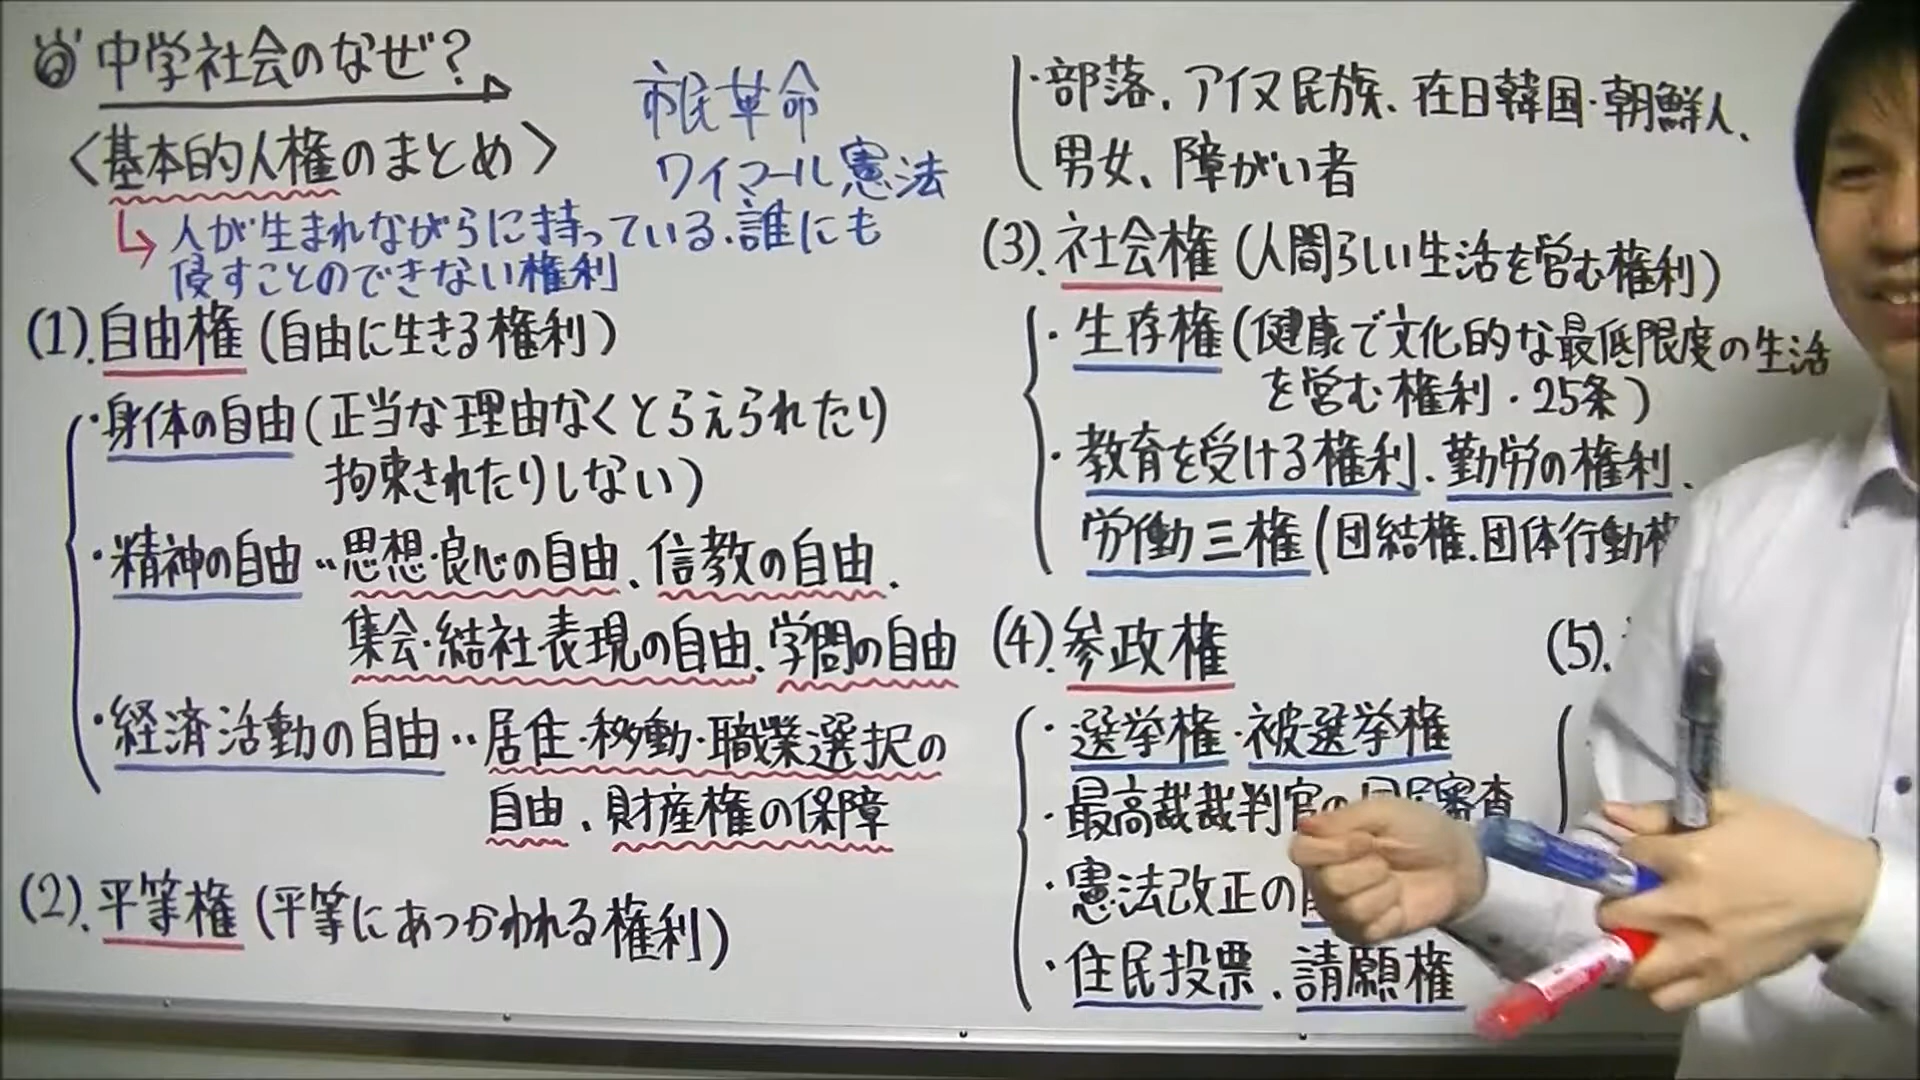 中学社会のなぜ?
<基本的人権のまとめ>
人が生まれながらに持っている.誰にも
侵すことのできない権利
市民革命
ワイマール憲法
(1).自由権(自由に生きる権利)
・身体の自由(正当な理由なくとらえられたり
拘束されたりしない)
・精神の自由‥思想・良心の自由、信教の自由、
集会・結社表現の自由、学問の自由
・経済活動の自由‥居住・移動・職業選択の
自由、財産権の保障
(2).平等権(平等にあつかわれる権利)
・部落、アイヌ民族、在日韓国・朝鮮人、
男女、障がい者
(3).社会権(人間らしい生活を営む権利)
・生存権(健康で文化的な最低限度の生活
を営む権利・25条)
・教育を受ける権利、勤労の権利、
労働三権(団結権、団体行動権
(4).参政権
・選挙権・被選挙権
・最高裁裁判官の国民審査
・憲法改正の
・住民投票、請願権
(5).